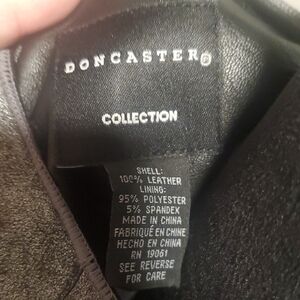 DONCASTER®
COLLECTION
SHELL:
100% LEATHER
LINING:
95% POLYESTER
5% SPANDEX
MADE IN CHINA
FABRIQUÉ EN CHINE
HECHO EN CHINA
RN 19061
SEE REVERSE
FOR CARE